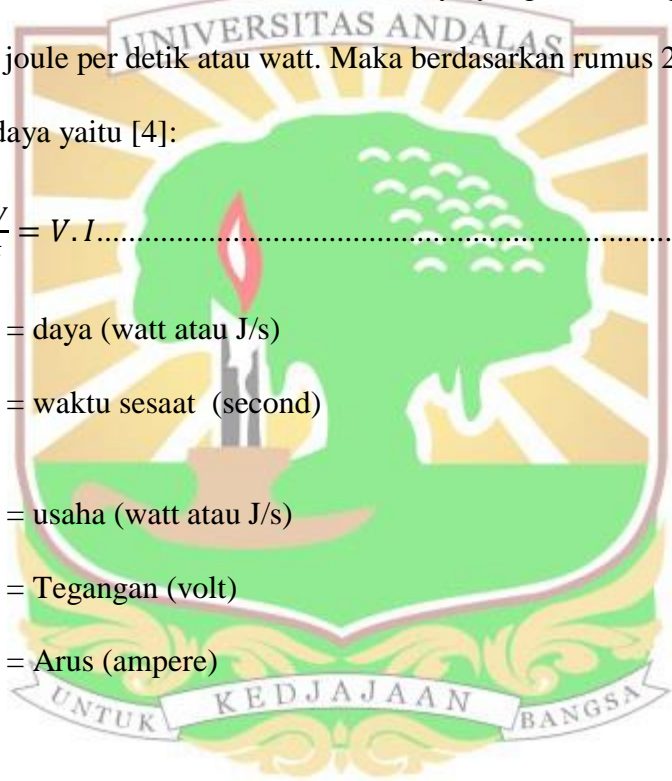 UNIVERSITAS ANDALAS
joule per detik atau watt. Maka berdasarkan rumus 2
daya yaitu [4]:
= V. I...............................................................................
= daya (watt atau J/s)
= waktu sesaat (second)
= usaha (watt atau J/s)
= Tegangan (volt)
= Arus (ampere)
UNTUK KEDJAJAAN BANGSA